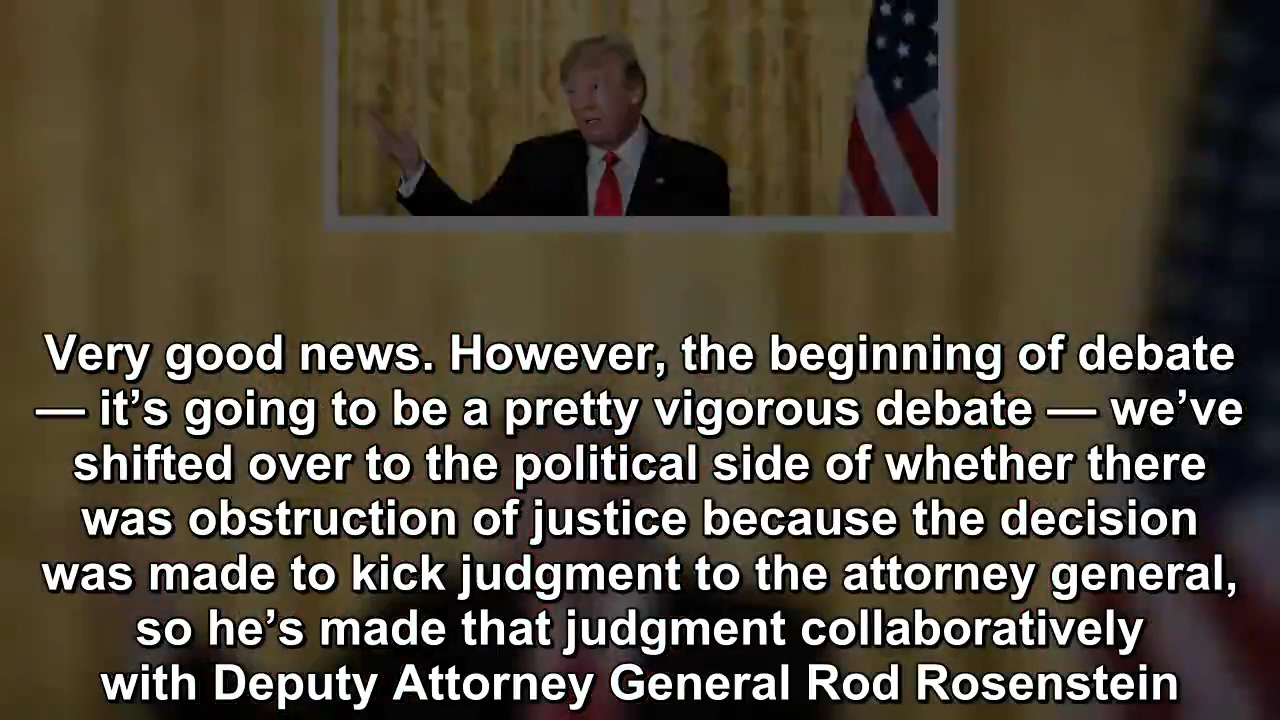 Very good news. However, the beginning of debate
— it’s going to be a pretty vigorous debate — we’ve
shifted over to the political side of whether there
was obstruction of justice because the decision
was made to kick judgment to the attorney general,
so he’s made that judgment collaboratively
with Deputy Attorney General Rod Rosenstein